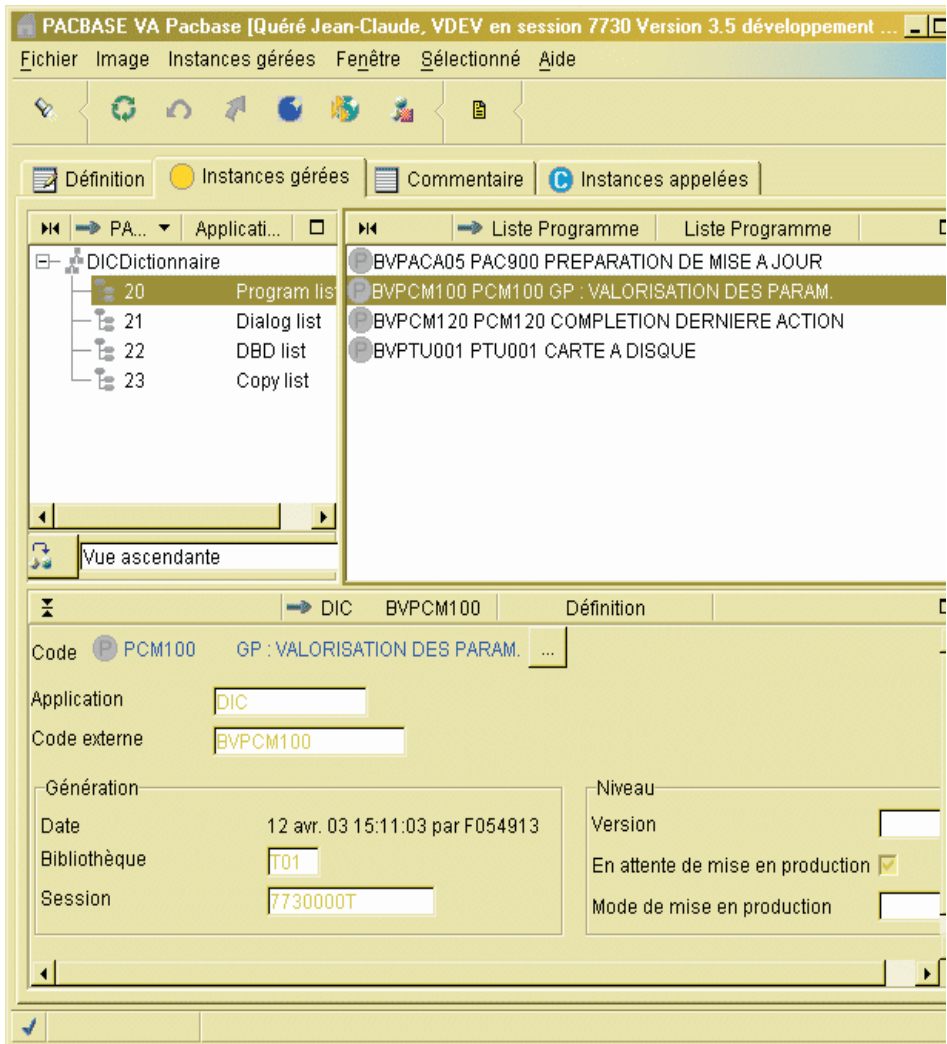 PACBASE VA Pacbase [Quéré Jean-Claude, VDEV en session 7730 Version 3.5 développement ...
Fichier Image Instances gérées Fenêtre Sélectionné Aide
Définition Instances gérées Commentaire C Instances appelées
PA... Applicati... Liste Programme Liste Programme
DICDictionnaire
20 Program lis
21 Dialog list
22 DBD list
23 Copy list
Vue ascendante
P BVPACA05 PAC900 PREPARATION DE MISE A JOUR
P BVPCM100 PCM100 GP : VALORISATION DES PARAM.
P BVPCM120 PCM120 COMPLETION DERNIERE ACTION
P BVPTU001 PTU001 CARTE A DISQUE
DIC BVPCM100 Définition
Code P PCM100 GP : VALORISATION DES PARAM. ...
Application DIC
Code externe BVPCM100
Génération
Date 12 avr. 03 15:11:03 par F054913
Bibliothèque T01
Session 7730000T
Niveau
Version
En attente de mise en production
Mode de mise en production